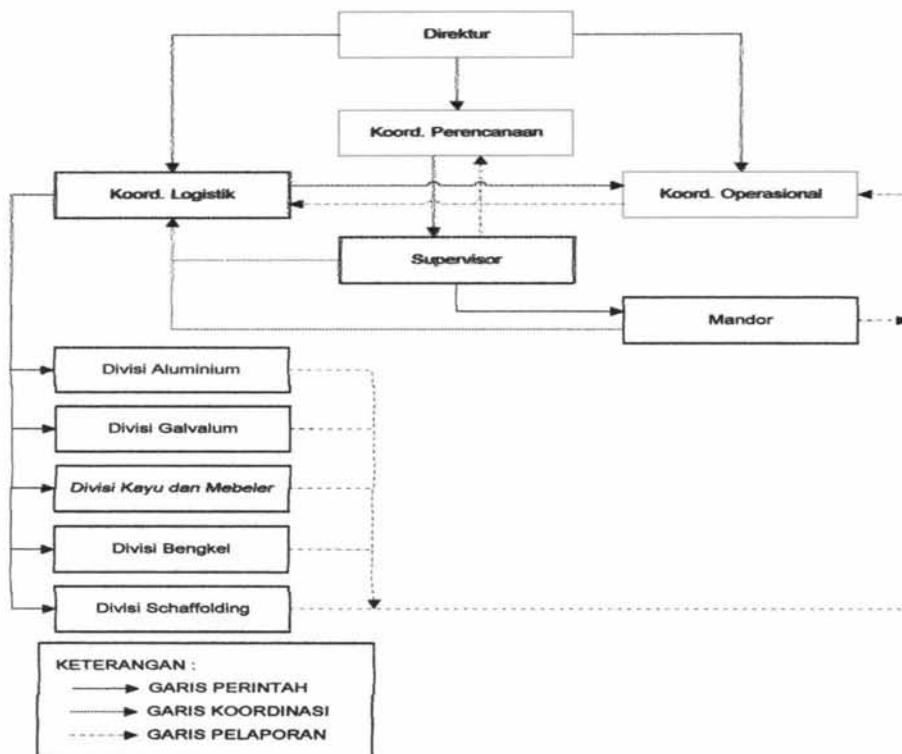 Direktur
Koord. Perencanaan
Koord. Logistik
Koord. Operasional
Supervisor
Mandor
Divisi Aluminium
Divisi Galvalum
Divisi Kayu dan Mebeler
Divisi Bengkel
Divisi Schaffolding
KETERANGAN :
GARIS PERINTAH
GARIS KOORDINASI
GARIS PELAPORAN